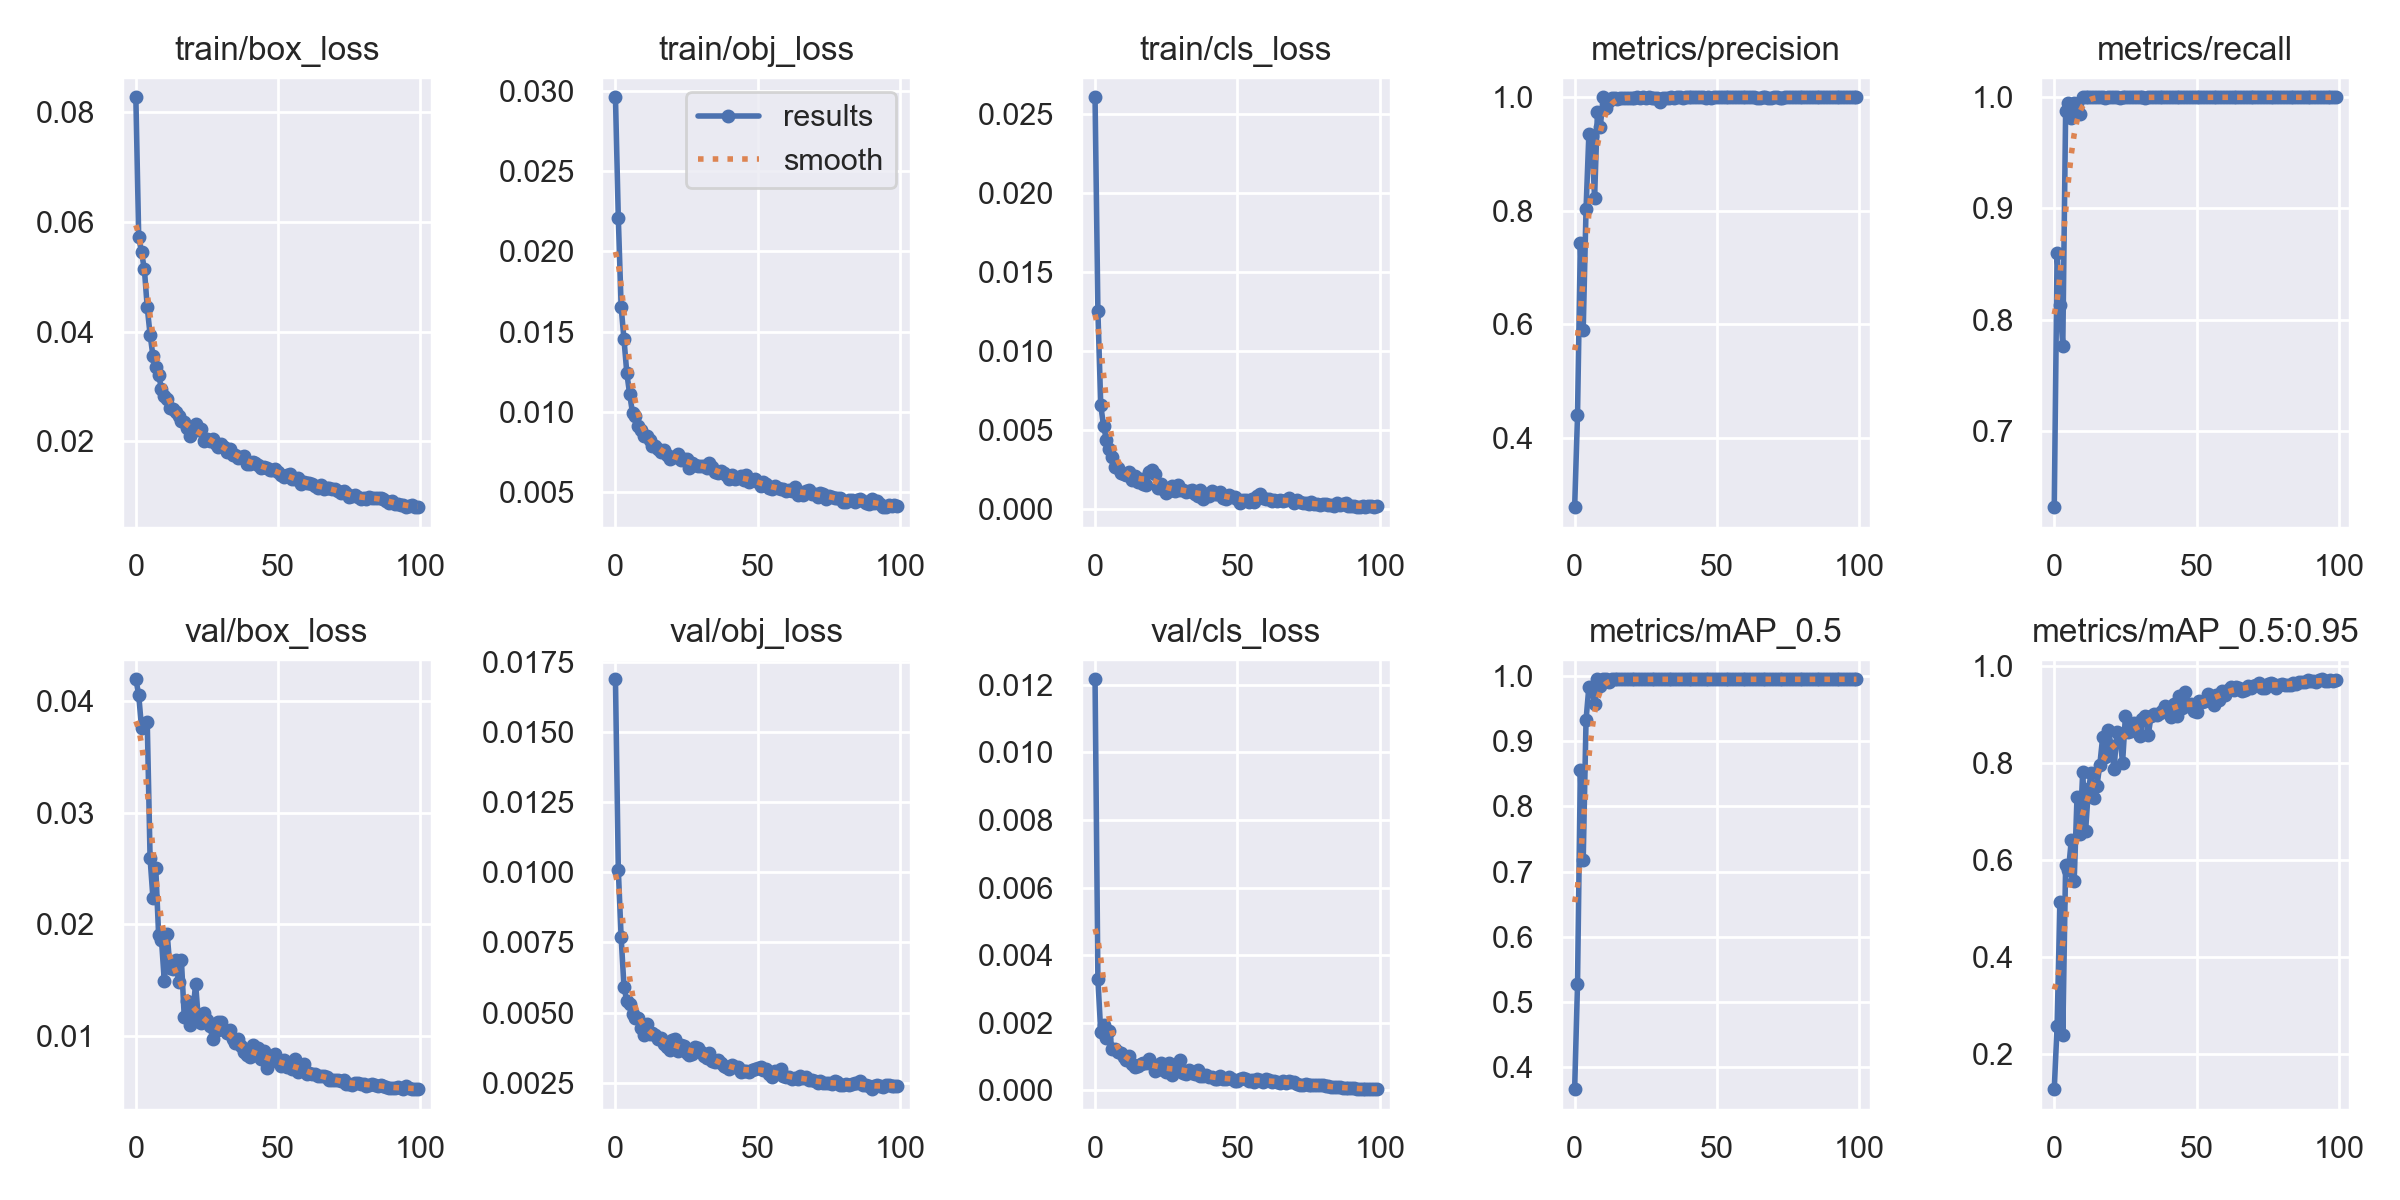 train/box_loss
0.08
0.06
0.04
0.02
0 50 100
train/obj_loss
results
smooth
0.030
0.025
0.020
0.015
0.010
0.005
0 50 100
train/cls_loss
0.025
0.020
0.015
0.010
0.005
0.000
0 50 100
metrics/precision
1.0
0.8
0.6
0.4
0 50 100
metrics/recall
1.0
0.9
0.8
0.7
0 50 100
val/box_loss
0.04
0.03
0.02
0.01
0 50 100
val/obj_loss
0.0175
0.0150
0.0125
0.0100
0.0075
0.0050
0.0025
0 50 100
val/cls_loss
0.012
0.010
0.008
0.006
0.004
0.002
0.000
0 50 100
metrics/mAP_0.5
1.0
0.9
0.8
0.7
0.6
0.5
0.4
0 50 100
metrics/mAP_0.5:0.95
1.0
0.8
0.6
0.4
0.2
0 50 100